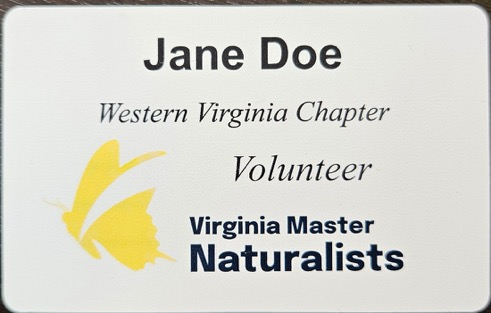 Jane Doe
Western Virginia Chapter
Volunteer
Virginia Master
Naturalists